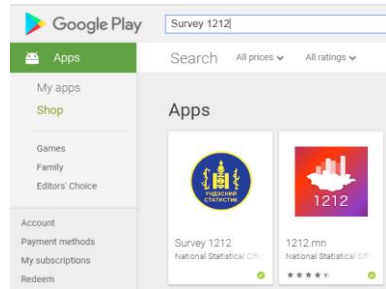 Google Play
Survey 1212
Apps
Search
All prices
All ratings
My apps
Shop
Games
Family
Editors' Choice
Account
Payment methods
My subscriptions
Redeem
Apps
ҮНДЭСНИЙ
СТАТИСТИК
Survey 1212
National Statistical Offi
1212
1212.mn
National Statistical Offi